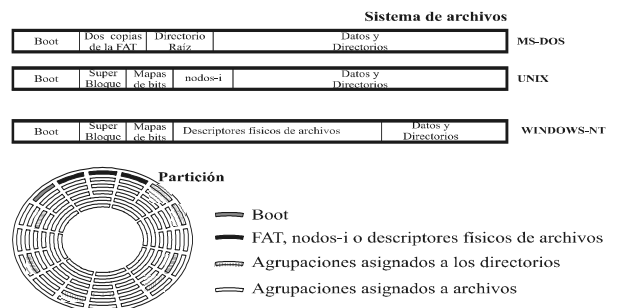 Sistema de archivos
Boot
Dos copias
de la FAT
Directorio
Raíz
Datos y
Directorios
MS-DOS
Boot
Super
Bloque
Mapas
de bits
nodos-i
Datos y
Directorios
UNIX
Boot
Super
Bloque
Mapas
de bits
Descriptores físicos de archivos
Datos y
Directorios
WINDOWS-NT
Partición
Boot
FAT, nodos-i o descriptores físicos de archivos
Agrupaciones asignados a los directorios
Agrupaciones asignados a archivos